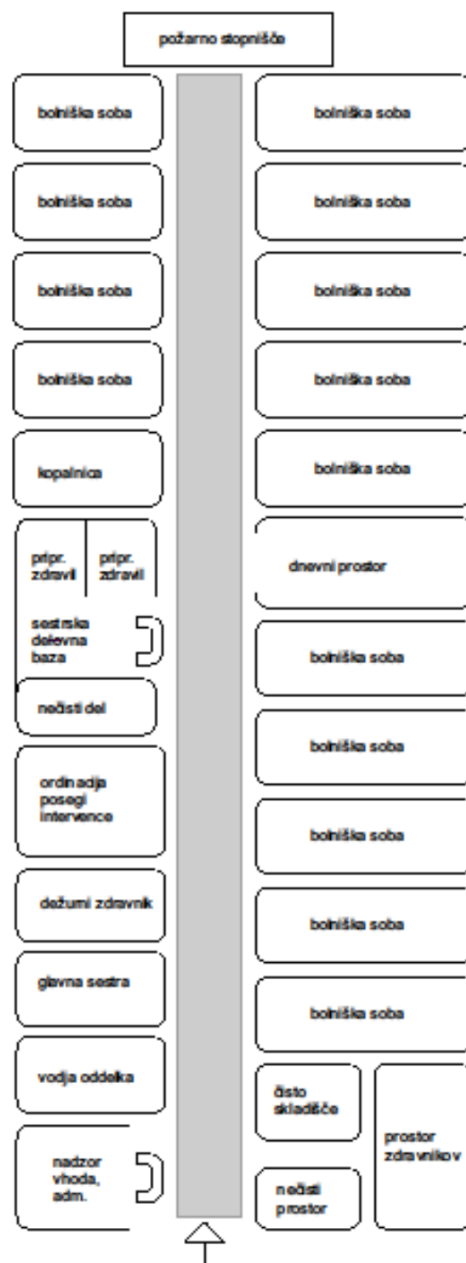 požarno stopnišče
bolniška soba
bolniška soba
bolniška soba
bolniška soba
bolniška soba
bolniška soba
bolniška soba
bolniška soba
kopalnica
bolniška soba
pripr.
zdravil
pripr.
zdravil
dnevni prostor
sestrska
delovna
baza
bolniška soba
nečisti del
bolniška soba
ordinacija
posegi
intervence
bolniška soba
dežurni zdravnik
bolniška soba
glavna sestra
bolniška soba
vodja oddelka
čisto
skladišče
prostor
zdravnikov
nadzor
vhoda,
adm.
nečisti
prostor